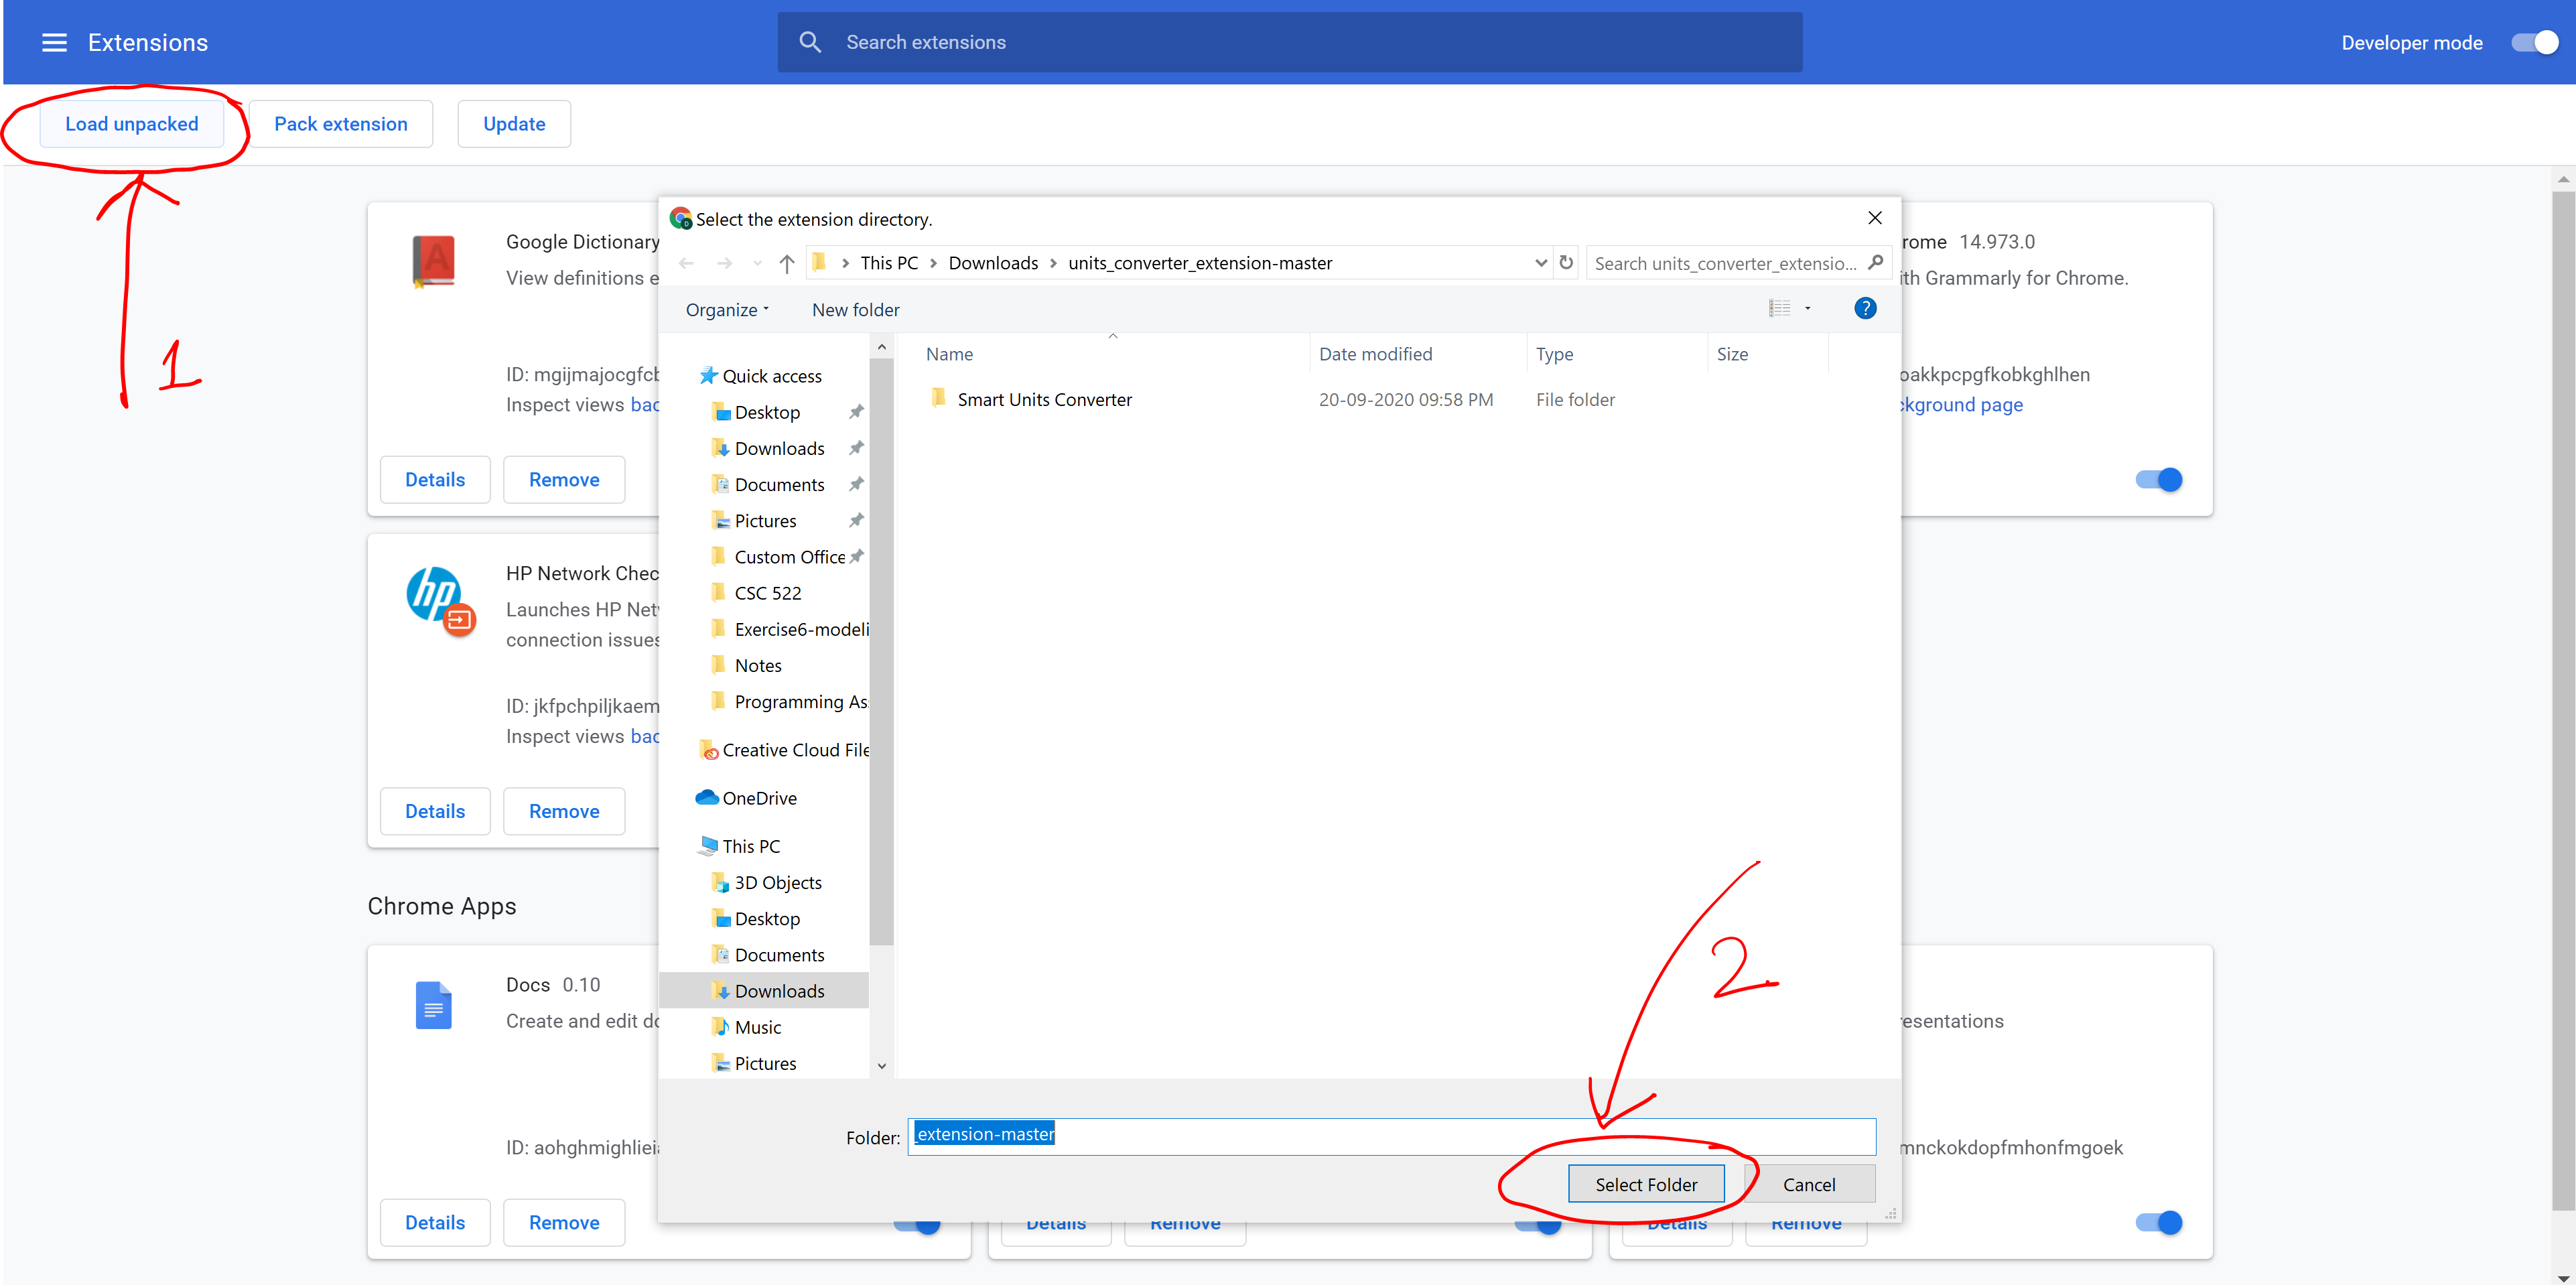 Extensions
Search extensions
Developer mode
Load unpacked
Pack extension
Update
1
Google Dictionary
View definitions e
ID: mgijmajocgfcb
Inspect views bac
Details
Remove
HP Network Chec
Launches HP Net
connection issues
ID: jkfpchpiljkaem
Inspect views bac
Details
Remove
Chrome Apps
Docs 0.10
Create and edit do
ID: aohghmighlieia
Details
Remove
Select the extension directory.
This PC
Downloads
units_converter_extension-master
Search units_converter_extensio...
Organize
New folder
?
Name
Date modified
Type
Size
Smart Units Converter
20-09-2020 09:58 PM
File folder
Quick access
Desktop
Downloads
Documents
Pictures
Custom Office
CSC 522
Exercise6-modeli
Notes
Programming As
Creative Cloud File
OneDrive
This PC
3D Objects
Desktop
Documents
Downloads
Music
Pictures
2
Folder:
_extension-master
Select Folder
Cancel
rome 14.973.0
ith Grammarly for Chrome.
oakkpcpgfkobkghlhen
ckground page
resentations
mnckokdopfmhonfmgoek
Details
Remove
Details
Remove
hp
A